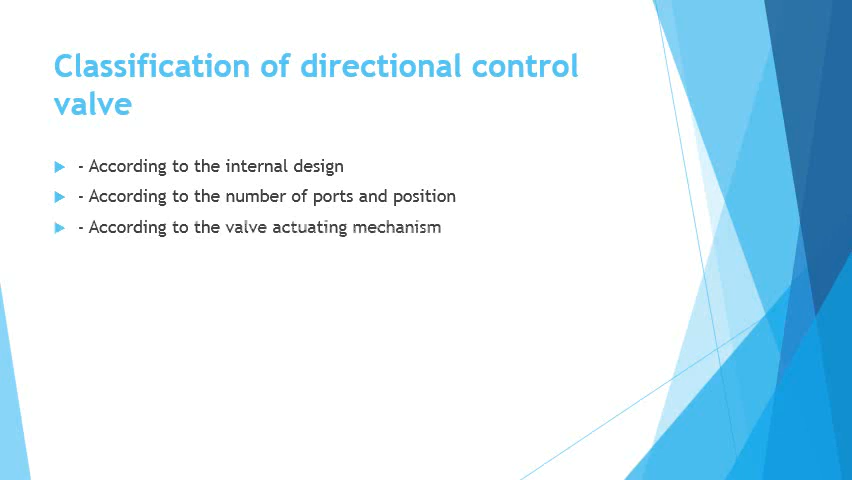 Classification of directional control
valve
- According to the internal design
- According to the number of ports and position
- According to the valve actuating mechanism